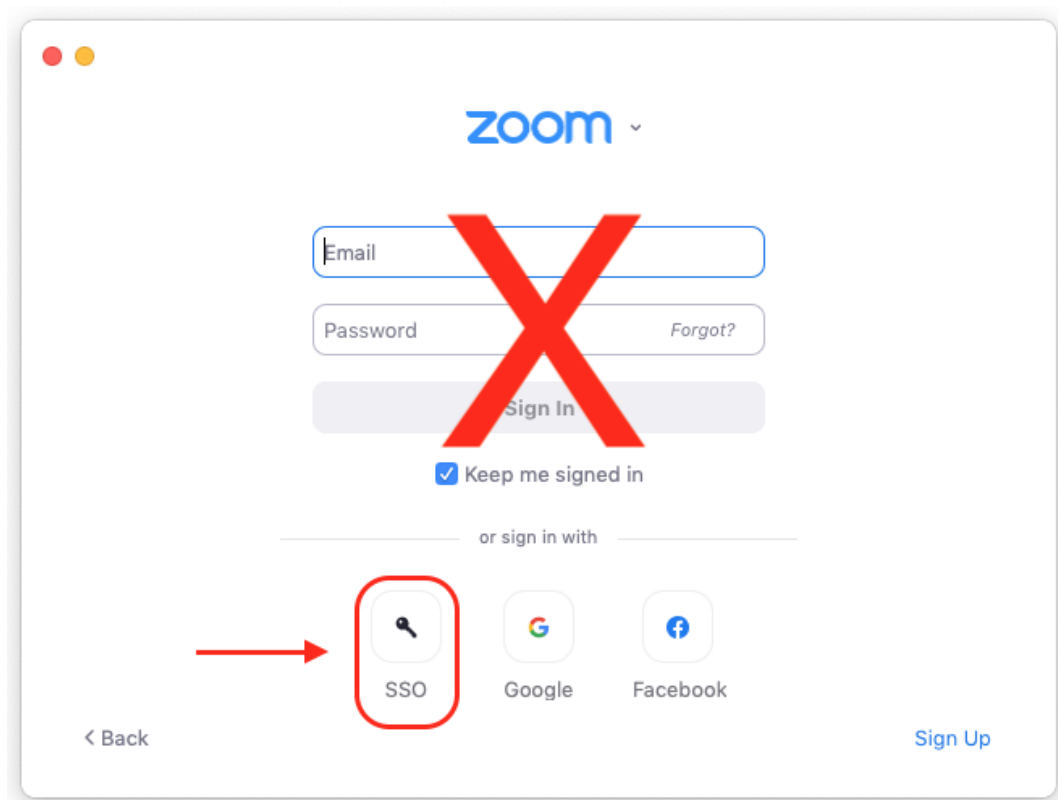 zoom
Email
Password Forgot?
Sign In
Keep me signed in
or sign in with
SSO Google Facebook
< Back Sign Up